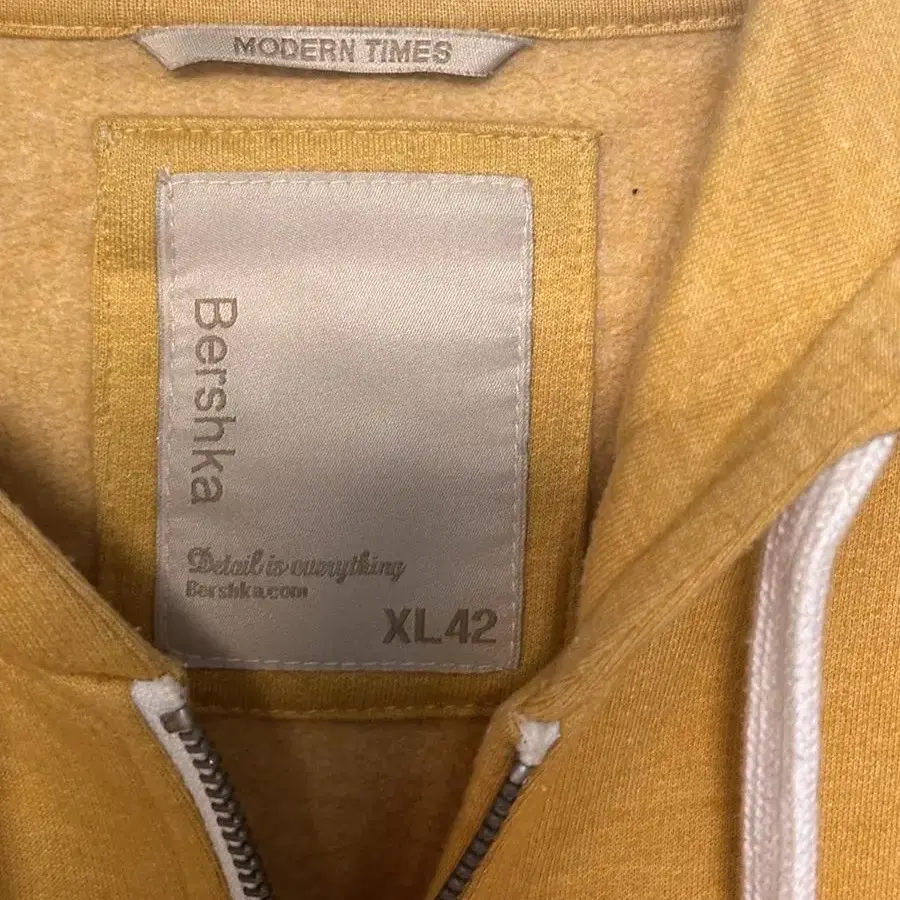 MODERN TIMES
Bershka
Detail is everything
Bershka.com
XL.42